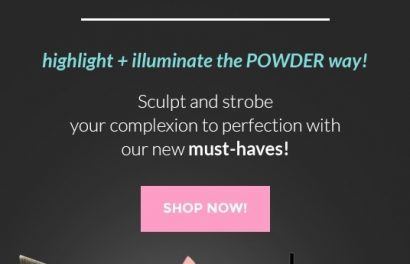 highlight + illuminate the POWDER way!
Sculpt and strobe
your complexion to perfection with
our new must-haves!
SHOP NOW!